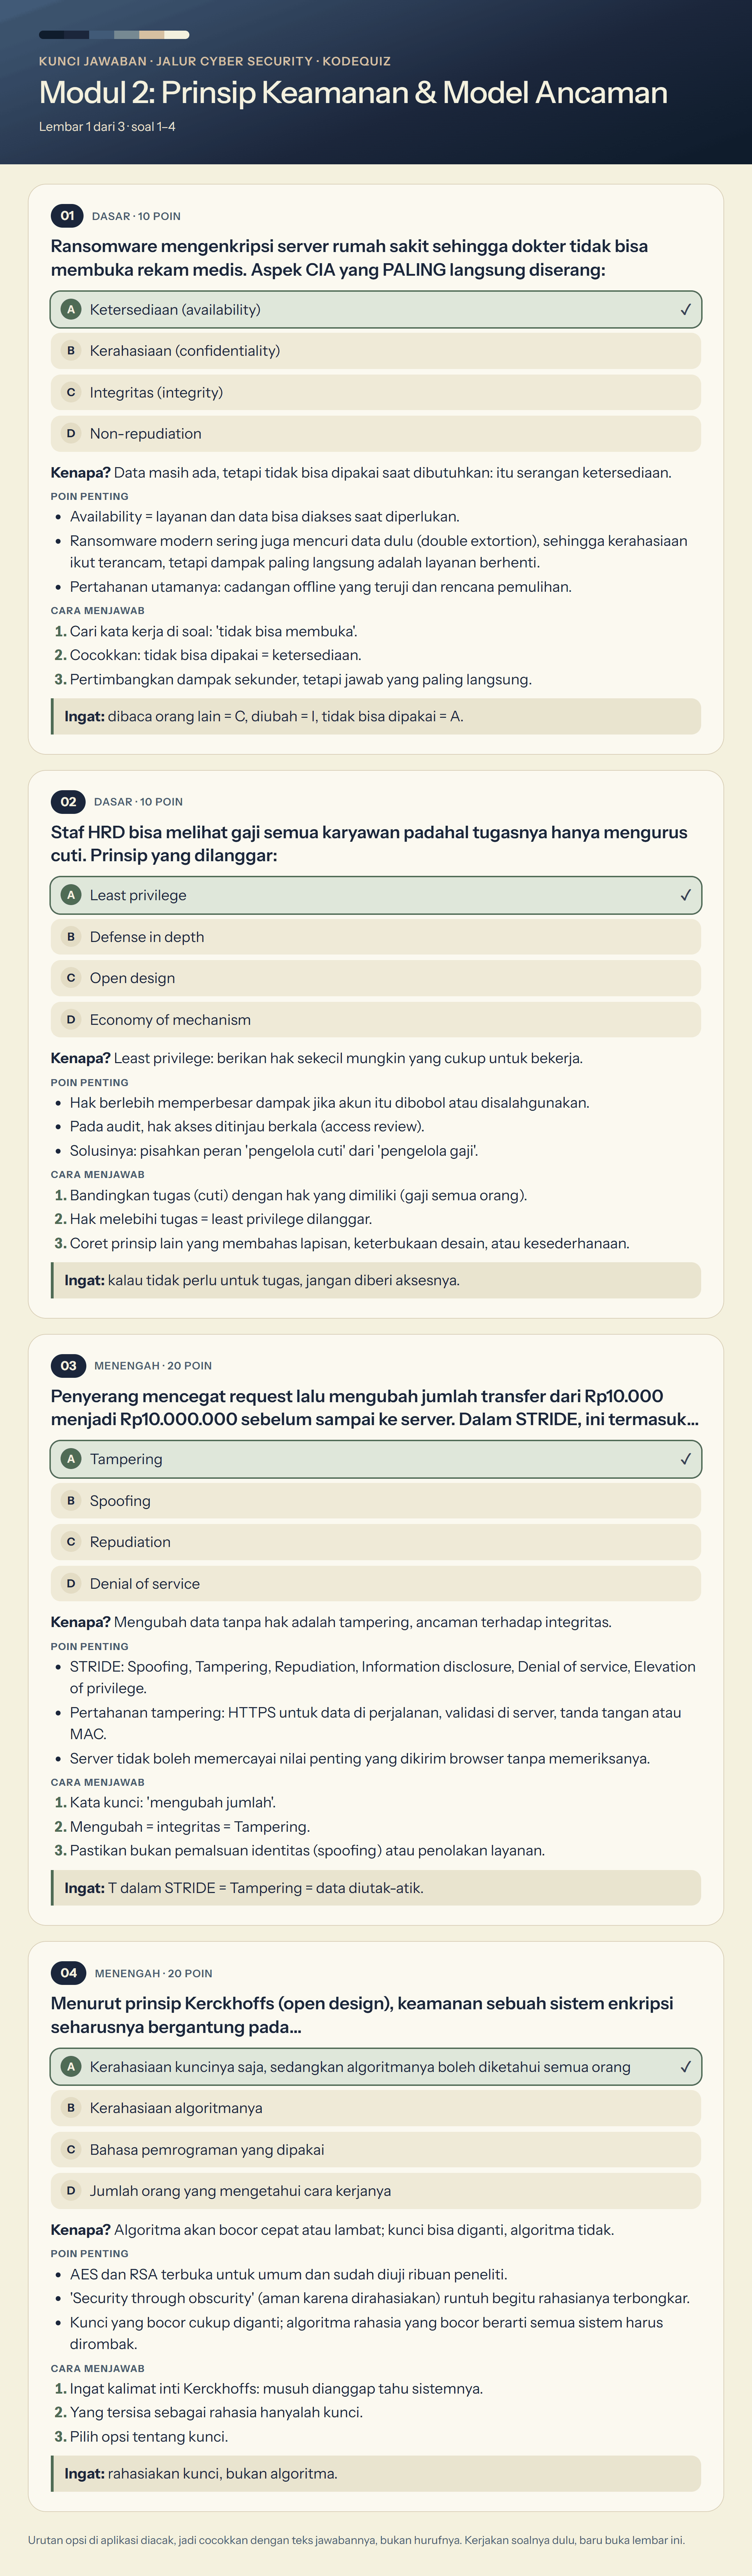 KUNCI JAWABAN · JALUR CYBER SECURITY · KODEQUIZ
Modul 2: Prinsip Keamanan & Model Ancaman
Lembar 1 dari 3 · soal 1–4
01 DASAR · 10 POIN
Ransomware mengenkripsi server rumah sakit sehingga dokter tidak bisa
membuka rekam medis. Aspek CIA yang PALING langsung diserang:
A Ketersediaan (availability) ✓
B Kerahasiaan (confidentiality)
C Integritas (integrity)
D Non-repudiation
Kenapa? Data masih ada, tetapi tidak bisa dipakai saat dibutuhkan: itu serangan ketersediaan.
POIN PENTING
• Availability = layanan dan data bisa diakses saat diperlukan.
• Ransomware modern sering juga mencuri data dulu (double extortion), sehingga kerahasiaan
ikut terancam, tetapi dampak paling langsung adalah layanan berhenti.
• Pertahanan utamanya: cadangan offline yang teruji dan rencana pemulihan.
CARA MENJAWAB
1. Cari kata kerja di soal: 'tidak bisa membuka'.
2. Cocokkan: tidak bisa dipakai = ketersediaan.
3. Pertimbangkan dampak sekunder, tetapi jawab yang paling langsung.
Ingat: dibaca orang lain = C, diubah = I, tidak bisa dipakai = A.
02 DASAR · 10 POIN
Staf HRD bisa melihat gaji semua karyawan padahal tugasnya hanya mengurus
cuti. Prinsip yang dilanggar:
A Least privilege ✓
B Defense in depth
C Open design
D Economy of mechanism
Kenapa? Least privilege: berikan hak sekecil mungkin yang cukup untuk bekerja.
POIN PENTING
• Hak berlebih memperbesar dampak jika akun itu dibobol atau disalahgunakan.
• Pada audit, hak akses ditinjau berkala (access review).
• Solusinya: pisahkan peran 'pengelola cuti' dari 'pengelola gaji'.
CARA MENJAWAB
1. Bandingkan tugas (cuti) dengan hak yang dimiliki (gaji semua orang).
2. Hak melebihi tugas = least privilege dilanggar.
3. Coret prinsip lain yang membahas lapisan, keterbukaan desain, atau kesederhanaan.
Ingat: kalau tidak perlu untuk tugas, jangan diberi aksesnya.
03 MENENGAH · 20 POIN
Penyerang mencegat request lalu mengubah jumlah transfer dari Rp10.000
menjadi Rp10.000.000 sebelum sampai ke server. Dalam STRIDE, ini termasuk…
A Tampering ✓
B Spoofing
C Repudiation
D Denial of service
Kenapa? Mengubah data tanpa hak adalah tampering, ancaman terhadap integritas.
POIN PENTING
• STRIDE: Spoofing, Tampering, Repudiation, Information disclosure, Denial of service, Elevation
of privilege.
• Pertahanan tampering: HTTPS untuk data di perjalanan, validasi di server, tanda tangan atau
MAC.
• Server tidak boleh memercayai nilai penting yang dikirim browser tanpa memeriksanya.
CARA MENJAWAB
1. Kata kunci: 'mengubah jumlah'.
2. Mengubah = integritas = Tampering.
3. Pastikan bukan pemalsuan identitas (spoofing) atau penolakan layanan.
Ingat: T dalam STRIDE = Tampering = data diutak-atik.
04 MENENGAH · 20 POIN
Menurut prinsip Kerckhoffs (open design), keamanan sebuah sistem enkripsi
seharusnya bergantung pada…
A Kerahasiaan kuncinya saja, sedangkan algoritmanya boleh diketahui semua orang ✓
B Kerahasiaan algoritmanya
C Bahasa pemrograman yang dipakai
D Jumlah orang yang mengetahui cara kerjanya
Kenapa? Algoritma akan bocor cepat atau lambat; kunci bisa diganti, algoritma tidak.
POIN PENTING
• AES dan RSA terbuka untuk umum dan sudah diuji ribuan peneliti.
• 'Security through obscurity' (aman karena dirahasiakan) runtuh begitu rahasianya terbongkar.
• Kunci yang bocor cukup diganti; algoritma rahasia yang bocor berarti semua sistem harus
dirombak.
CARA MENJAWAB
1. Ingat kalimat inti Kerckhoffs: musuh dianggap tahu sistemnya.
2. Yang tersisa sebagai rahasia hanyalah kunci.
3. Pilih opsi tentang kunci.
Ingat: rahasiakan kunci, bukan algoritma.
Urutan opsi di aplikasi diacak, jadi cocokkan dengan teks jawabannya, bukan hurufnya. Kerjakan soalnya dulu, baru buka lembar ini.